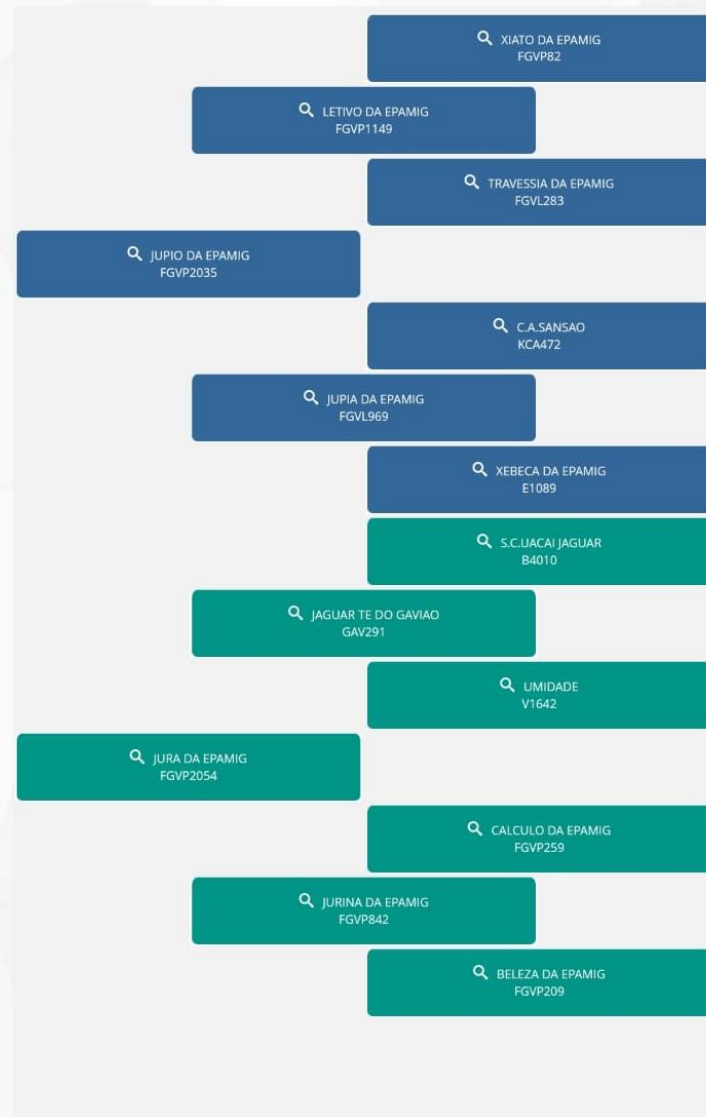 XIATO DA EPAMIG
FGVP82
LETIVO DA EPAMIG
FGVP1149
TRAVESSIA DA EPAMIG
FGVL283
JUPIO DA EPAMIG
FGVP2035
C.A.SANSAO
KCA472
JUPIA DA EPAMIG
FGVL969
XEBECA DA EPAMIG
E1089
S.C.UACAI JAGUAR
B4010
JAGUAR TE DO GAVIAO
GAV291
UMIDADE
V1642
JURA DA EPAMIG
FGVP2054
CALCULO DA EPAMIG
FGVP259
JURINA DA EPAMIG
FGVP842
BELEZA DA EPAMIG
FGVP209